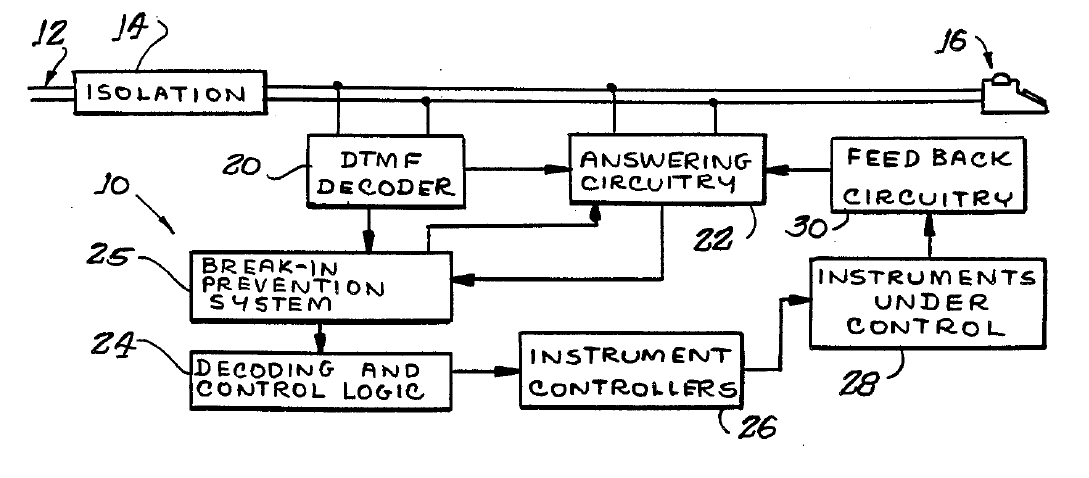 12
14
16
ISOLATION
20
DTMF
DECODER
ANSWERING
CIRCUITRY
22
FEED BACK
CIRCUITRY
30
10
25
BREAK-IN
PREVENTION
SYSTEM
INSTRUMENTS
UNDER
CONTROL
28
24
DECODING AND
CONTROL LOGIC
INSTRUMENT
CONTROLLERS
26